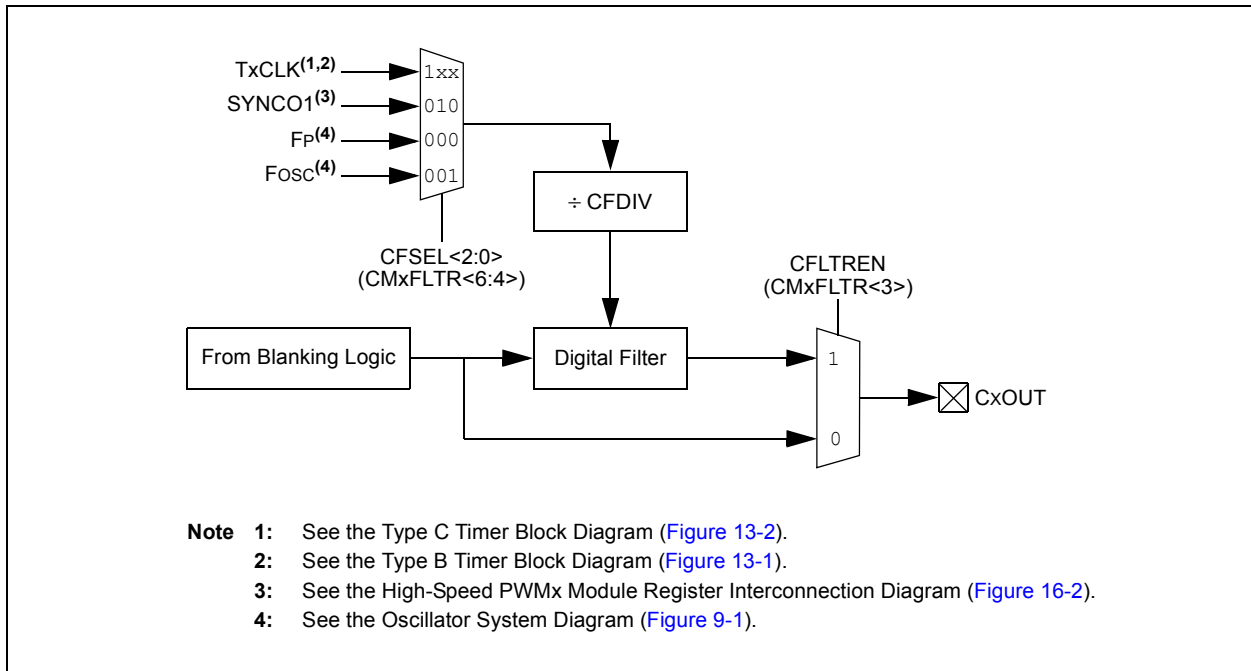 TxCLK(1,2)
SYNCO1(3)
FP(4)
FOSC(4)
1xx
010
000
001
÷ CFDIV
CFSEL<2:0>
(CMxFLTR<6:4>)
CFLTREN
(CMxFLTR<3>)
From Blanking Logic
Digital Filter
1
0
CxOUT
Note 1: See the Type C Timer Block Diagram (Figure 13-2).
2: See the Type B Timer Block Diagram (Figure 13-1).
3: See the High-Speed PWMx Module Register Interconnection Diagram (Figure 16-2).
4: See the Oscillator System Diagram (Figure 9-1).